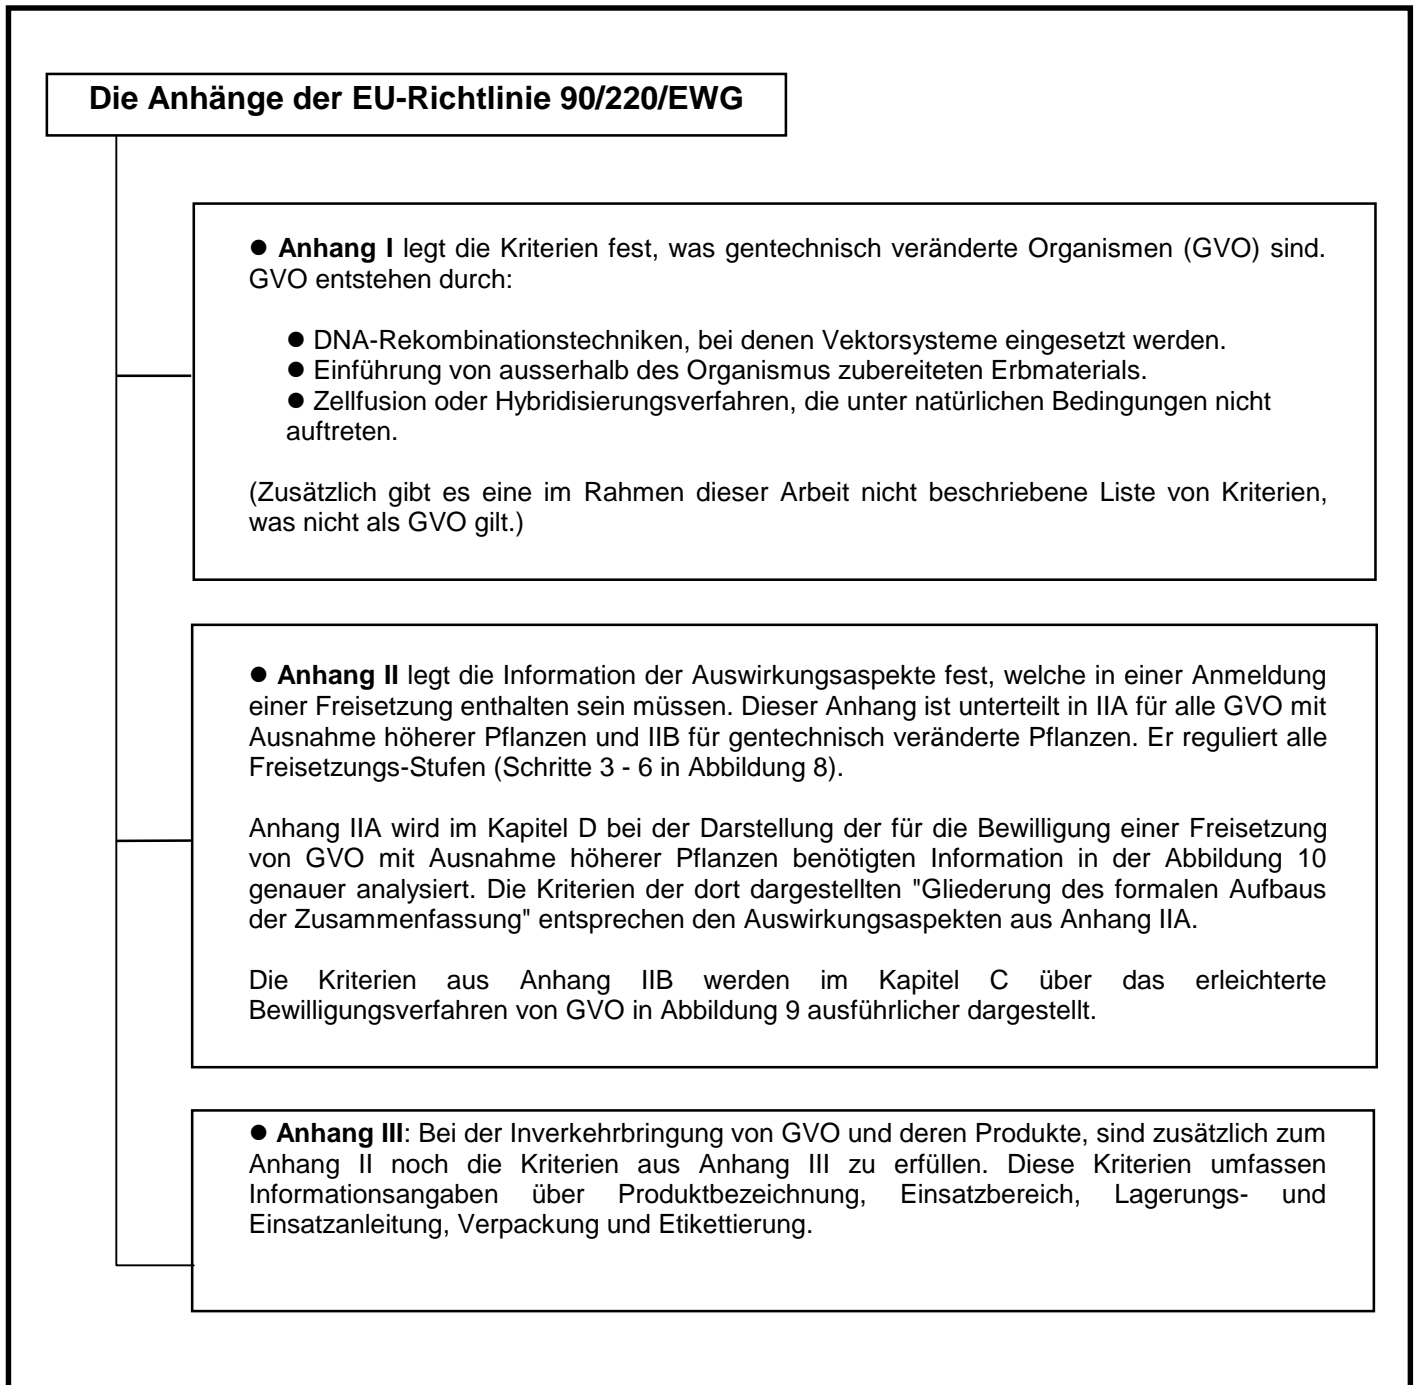 Die Anhänge der EU-Richtlinie 90/220/EWG
● Anhang I legt die Kriterien fest, was gentechnisch veränderte Organismen (GVO) sind.
GVO entstehen durch:
● DNA-Rekombinationstechniken, bei denen Vektorsysteme eingesetzt werden.
● Einführung von ausserhalb des Organismus zubereiteten Erbmaterials.
● Zellfusion oder Hybridisierungsverfahren, die unter natürlichen Bedingungen nicht
auftreten.
(Zusätzlich gibt es eine im Rahmen dieser Arbeit nicht beschriebene Liste von Kriterien,
was nicht als GVO gilt.)
● Anhang II legt die Information der Auswirkungsaspekte fest, welche in einer Anmeldung
einer Freisetzung enthalten sein müssen. Dieser Anhang ist unterteilt in IIA für alle GVO mit
Ausnahme höherer Pflanzen und IIB für gentechnisch veränderte Pflanzen. Er reguliert alle
Freisetzungs-Stufen (Schritte 3 - 6 in Abbildung 8).
Anhang IIA wird im Kapitel D bei der Darstellung der für die Bewilligung einer Freisetzung
von GVO mit Ausnahme höherer Pflanzen benötigten Information in der Abbildung 10
genauer analysiert. Die Kriterien der dort dargestellten "Gliederung des formalen Aufbaus
der Zusammenfassung" entsprechen den Auswirkungsaspekten aus Anhang IIA.
Die Kriterien aus Anhang IIB werden im Kapitel C über das erleichterte
Bewilligungsverfahren von GVO in Abbildung 9 ausführlicher dargestellt.
● Anhang III: Bei der Inverkehrbringung von GVO und deren Produkte, sind zusätzlich zum
Anhang II noch die Kriterien aus Anhang III zu erfüllen. Diese Kriterien umfassen
Informationsangaben über Produktbezeichnung, Einsatzbereich, Lagerungs- und
Einsatzanleitung, Verpackung und Etikettierung.